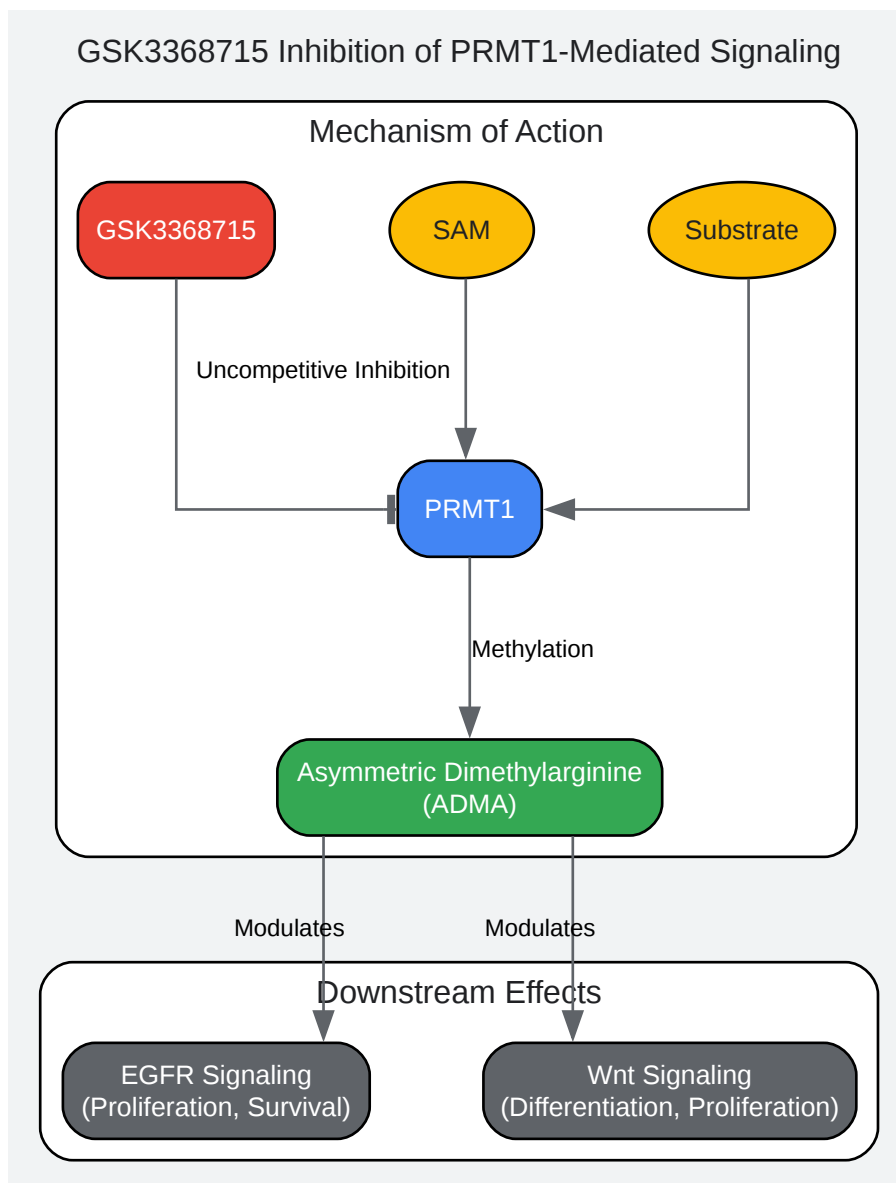 GSK3368715 Inhibition of PRMT1-Mediated Signaling
Mechanism of Action
GSK3368715
SAM
Substrate
Uncompetitive Inhibition
PRMT1
Methylation
Asymmetric Dimethylarginine
(ADMA)
Modulates
Modulates
Downstream Effects
EGFR Signaling
(Proliferation, Survival)
Wnt Signaling
(Differentiation, Proliferation)